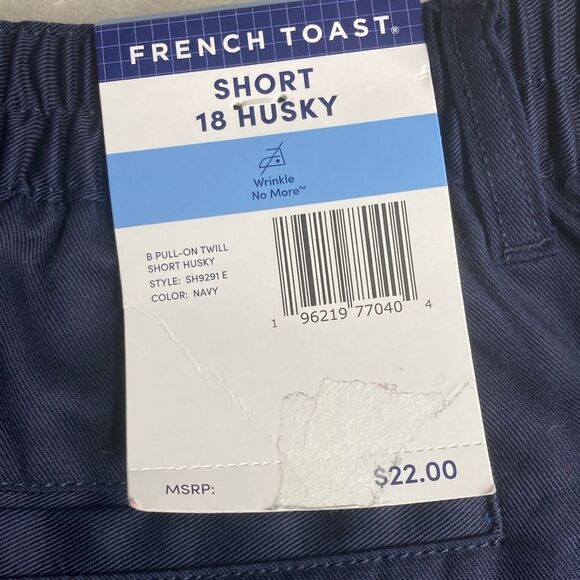 FRENCH TOAST®
SHORT
18 HUSKY
Wrinkle
No More™
B PULL-ON TWILL
SHORT HUSKY
STYLE: SH9291 E
COLOR: NAVY
1 96219 77040 4
MSRP: $22.00